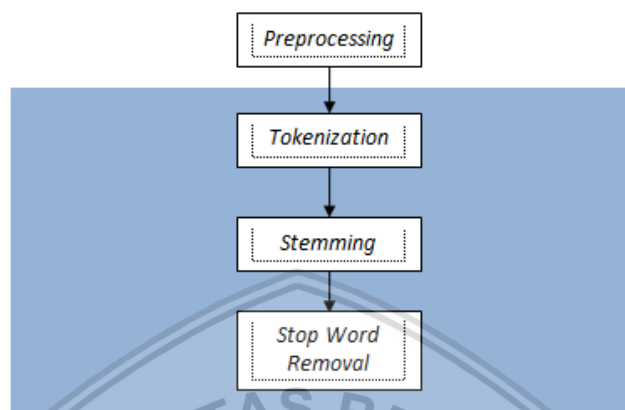 Preprocessing
Tokenization
Stemming
Stop Word
Removal